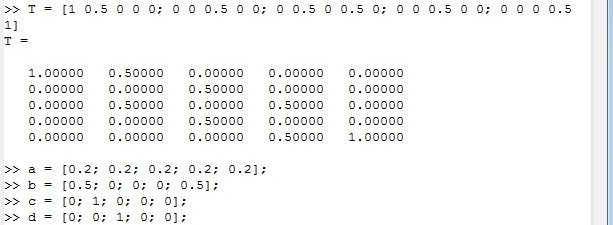 >> T = [1 0.5 0 0 0; 0 0 0.5 0 0; 0 0.5 0 0.5 0; 0 0 0.5 0 0; 0 0 0 0.5
1]
T =
1.00000 0.50000 0.00000 0.00000 0.00000
0.00000 0.00000 0.50000 0.00000 0.00000
0.00000 0.50000 0.00000 0.50000 0.00000
0.00000 0.00000 0.50000 0.00000 0.00000
0.00000 0.00000 0.00000 0.50000 1.00000
>> a = [0.2; 0.2; 0.2; 0.2; 0.2];
>> b = [0.5; 0; 0; 0; 0.5];
>> c = [0; 1; 0; 0; 0];
>> d = [0; 0; 1; 0; 0];